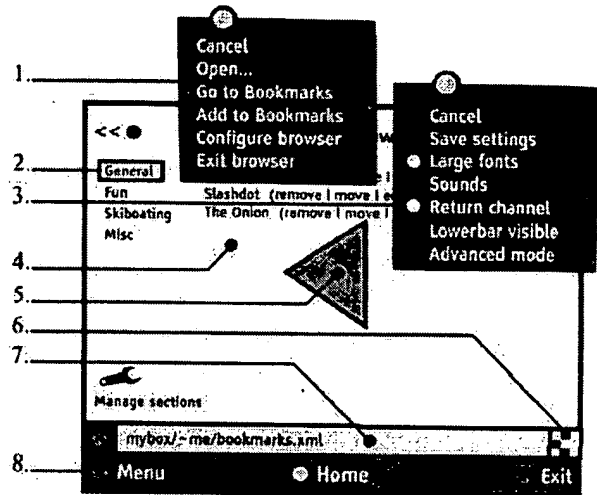 Cancel
Open...
1. Go to Bookmarks
Add to Bookmarks
Configure browser
Exit browser
Cancel
Save settings
Large fonts
Sounds
Return channel
Lowerbar visible
Advanced mode
<<
2. General
Fun
3.
Slashdot (remove | move | e
Skiboating
The Onion (remove | move |
Misc
4.
5.
6.
7.
Manage sections
mybox/~me/bookmarks.xml
8. Menu Home Exit